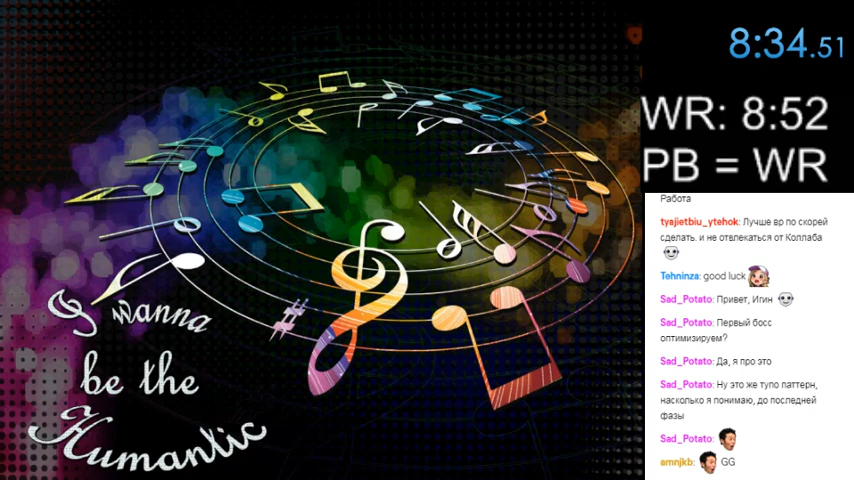 I wanna
be the
Humantic
8:34.51
WR: 8:52
PB = WR
Работа
tyajietbiu_ytehok: Лучше вр по скорей
сделать. и не отвлекаться от Коллаба
Tehninza: good luck
Sad_Potato: Привет, Игин
Sad_Potato: Первый босс
оптимизируем?
Sad_Potato: Да, я про это
Sad_Potato: Ну это же тупо паттерн,
насколько я понимаю, до последней
фазы
Sad_Potato:
amnjkb: GG